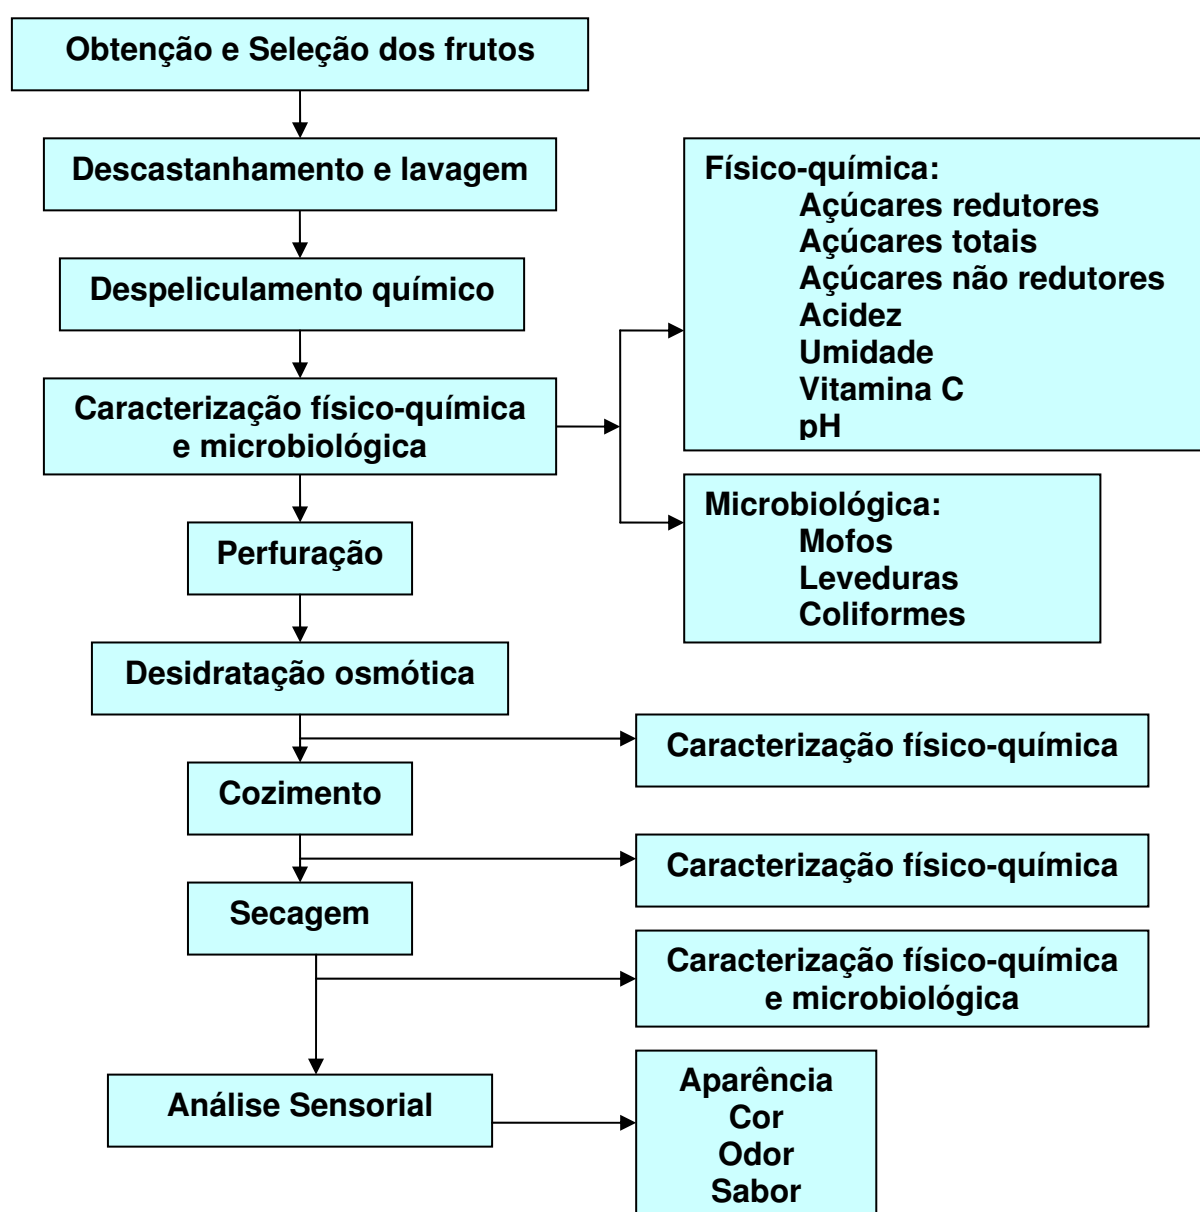 Obtenção e Seleção dos frutos
Descastanhamento e lavagem
Despeliculamento químico
Caracterização físico-química
e microbiológica
Físico-química:
Açúcares redutores
Açúcares totais
Açúcares não redutores
Acidez
Umidade
Vitamina C
pH
Microbiológica:
Mofos
Leveduras
Coliformes
Perfuração
Desidratação osmótica
Caracterização físico-química
Cozimento
Caracterização físico-química
Secagem
Caracterização físico-química
e microbiológica
Análise Sensorial
Aparência
Cor
Odor
Sabor